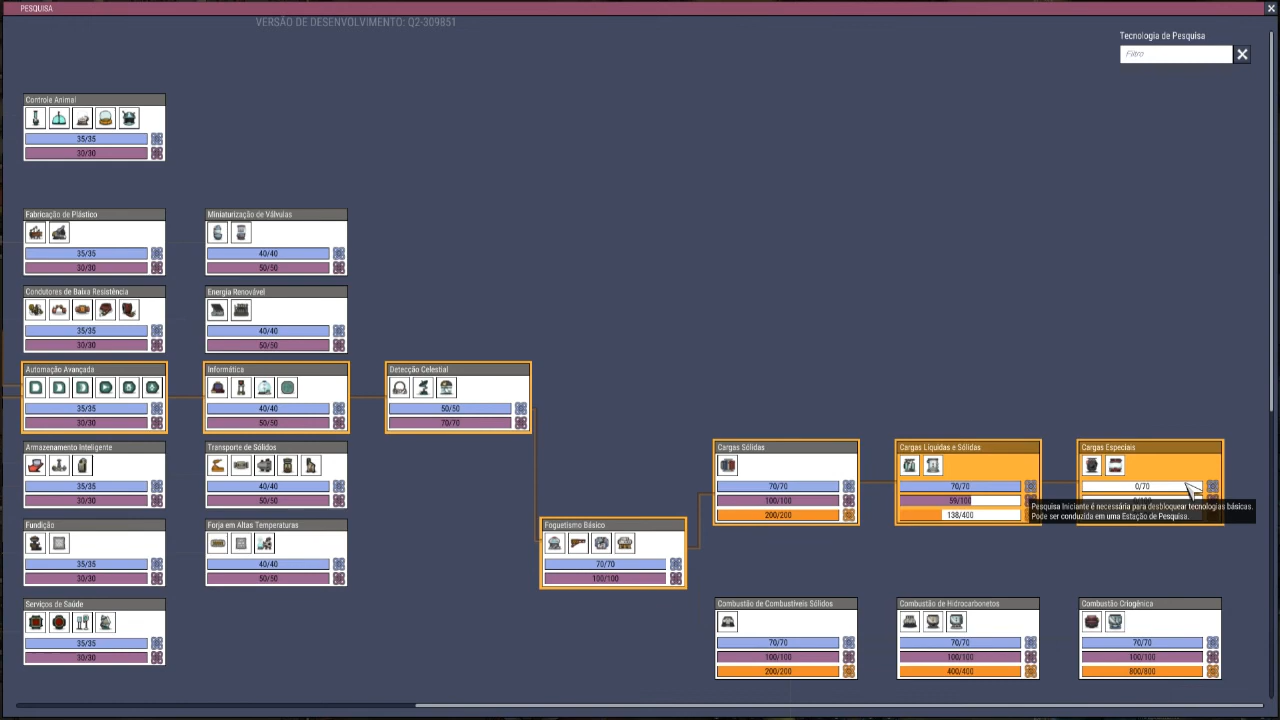 PESQUISA
VERSÃO DE DESENVOLVIMENTO: Q2-309851
Tecnologia de Pesquisa
Filtro
Controle Animal
35/35
30/30
Fabricação de Plástico
35/35
30/30
Miniaturização de Válvulas
40/40
50/50
Condutores de Baixa Resistência
35/35
30/30
Energia Renovável
40/40
50/50
Automação Avançada
35/35
30/30
Informática
40/40
50/50
Detecção Celestial
50/50
70/70
Armazenamento Inteligente
35/35
30/30
Transporte de Sólidos
40/40
50/50
Cargas Sólidas
70/70
100/100
200/200
Cargas Líquidas e Sólidas
70/70
59/100
138/400
Cargas Especiais
0/70
Pesquisa Iniciante é necessária para desbloquear tecnologias básicas.
Pode ser conduzida em uma Estação de Pesquisa.
Fundição
35/35
30/30
Forja em Altas Temperaturas
40/40
50/50
Foguetismo Básico
70/70
100/100
Serviços de Saúde
35/35
30/30
Combustão de Combustíveis Sólidos
70/70
100/100
200/200
Combustão de Hidrocarbonetos
70/70
100/100
400/400
Combustão Criogênica
70/70
100/100
800/800